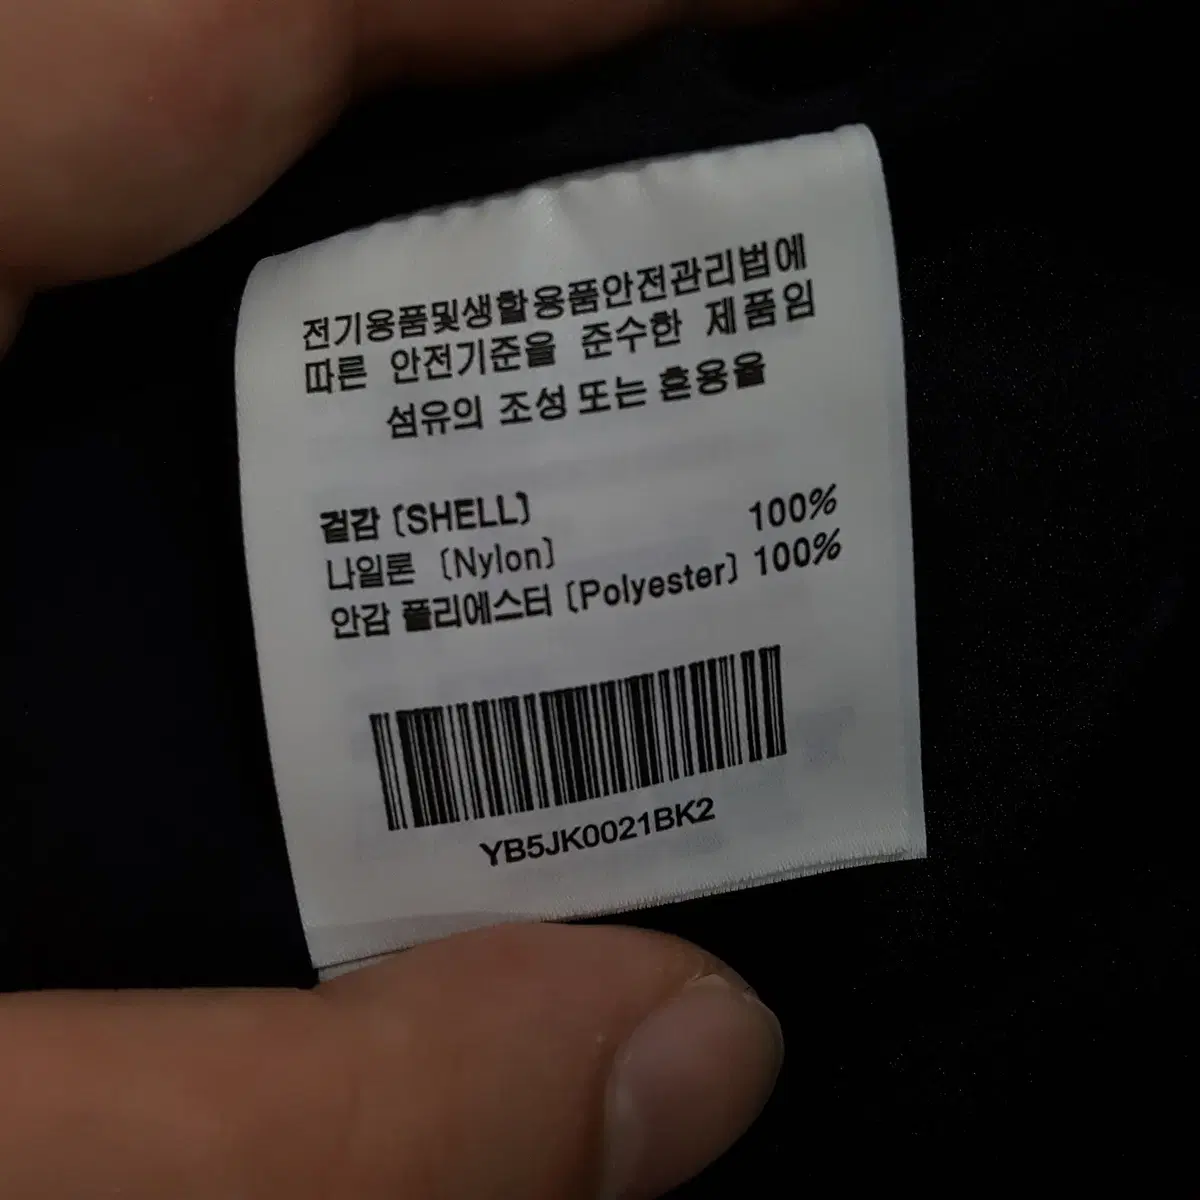 전기용품및생활용품안전관리법에
따른 안전기준을 준수한 제품임
섬유의 조성 또는 혼용율
겉감 (SHELL)
나일론 (Nylon) 100%
안감 폴리에스터 (Polyester) 100%
YB5JK0021BK2